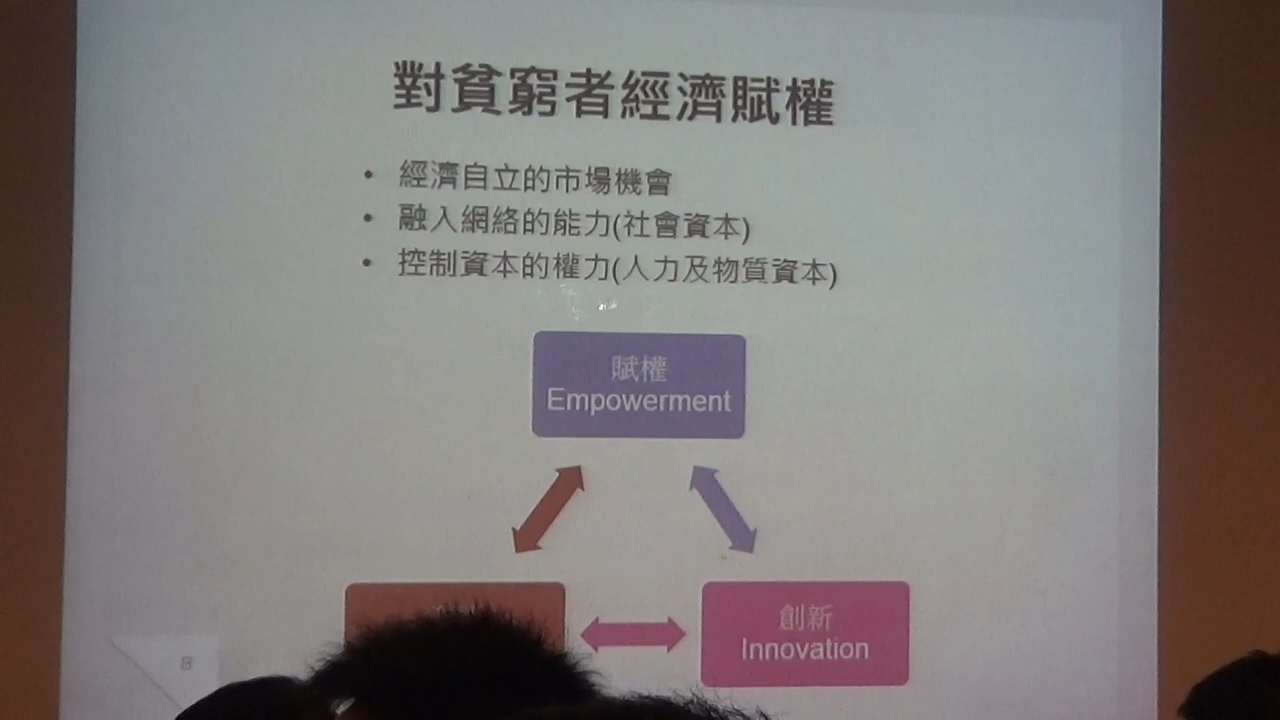 對貧窮者經濟賦權
• 經濟自立的市場機會
• 融入網絡的能力(社會資本)
• 控制資本的權力(人力及物質資本)
賦權
Empowerment
創新
Innovation
8